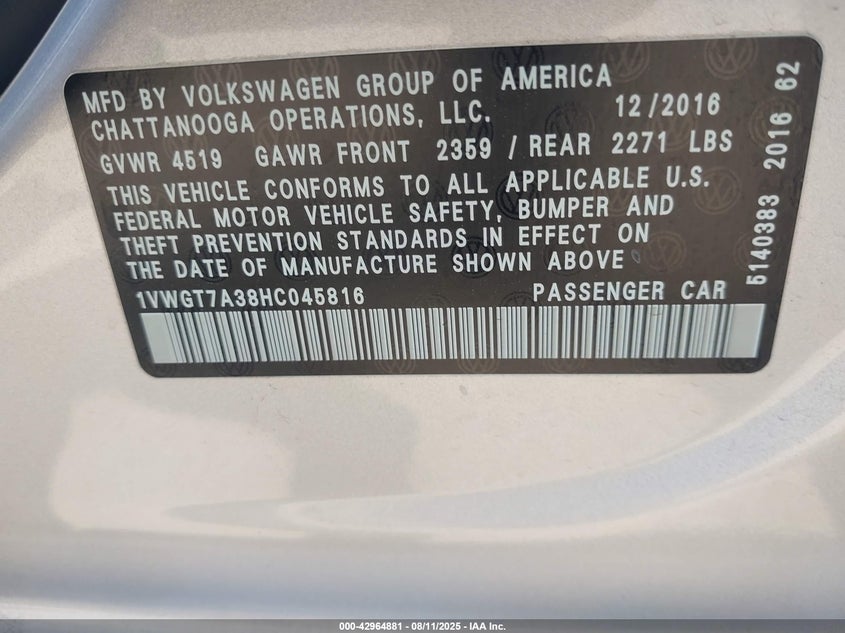 MFD BY VOLKSWAGEN GROUP OF AMERICA
CHATTANOOGA OPERATIONS, LLC. 12/2016
GVWR 4519 GAWR FRONT 2359 / REAR 2271 LBS
THIS VEHICLE CONFORMS TO ALL APPLICABLE U.S.
FEDERAL MOTOR VEHICLE SAFETY, BUMPER AND
THEFT PREVENTION STANDARDS IN EFFECT ON
THE DATE OF MANUFACTURE SHOWN ABOVE
1VWGT7A38HC045816 PASSENGER CAR
5140383 2016 62
000-42964881 - 08/11/2025 - IAA Inc.